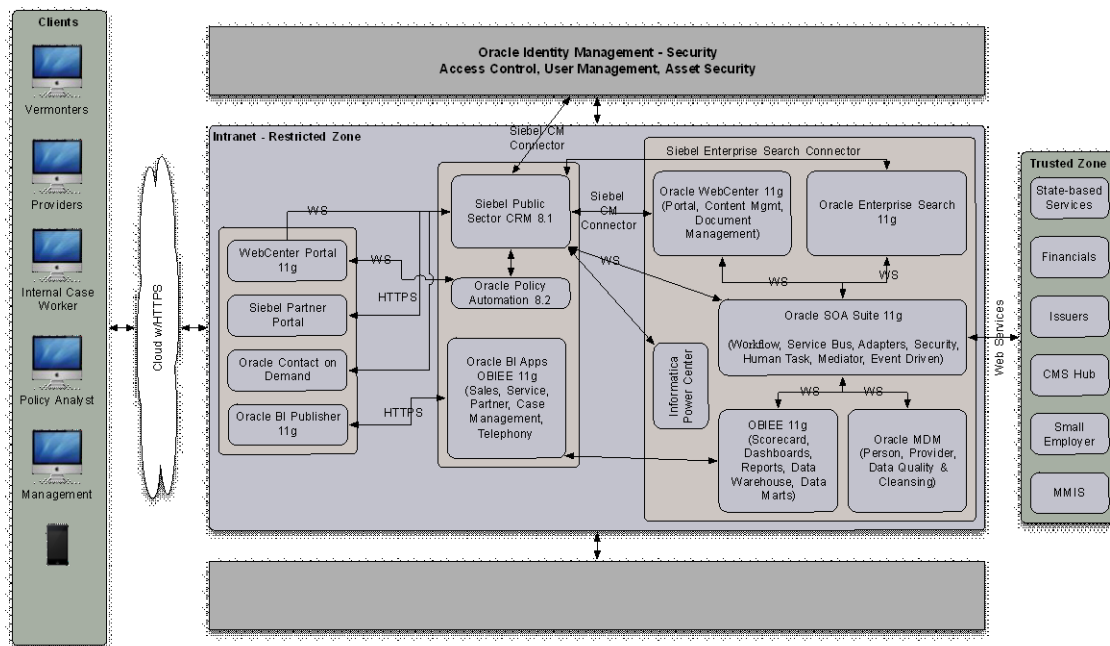 Clients
Vermonters
Providers
Internal Case
Worker
Policy Analyst
Management
Cloud w/HTTPS
Oracle Identity Management - Security
Access Control, User Management, Asset Security
Intranet - Restricted Zone
Siebel CM
Connector
Siebel Enterprise Search Connector
WS
WebCenter Portal
11g
WS
HTTPS
Siebel Partner
Portal
Oracle Contact on
Demand
Oracle BI Publisher
11g
HTTPS
Siebel Public
Sector CRM 8.1
Oracle Policy
Automation 8.2
Oracle BI Apps
OBIEE 11g
(Sales, Service,
Partner, Case
Management,
Telephony
Siebel
CM
Connector
WS
Oracle WebCenter 11g
(Portal, Content Mgmt,
Document
Management)
Oracle Enterprise Search
11g
WS
WS
Oracle SOA Suite 11g
(Workflow, Service Bus, Adapters, Security,
Human Task, Mediator, Event Driven)
Informatica
Power Center
WS
WS
OBIEE 11g
(Scorecard,
Dashboards,
Reports, Data
Warehouse, Data
Marts)
Oracle MDM
(Person, Provider,
Data Quality &
Cleansing)
Web Services
Trusted Zone
State-based
Services
Financials
Issuers
CMS Hub
Small
Employer
MMIS